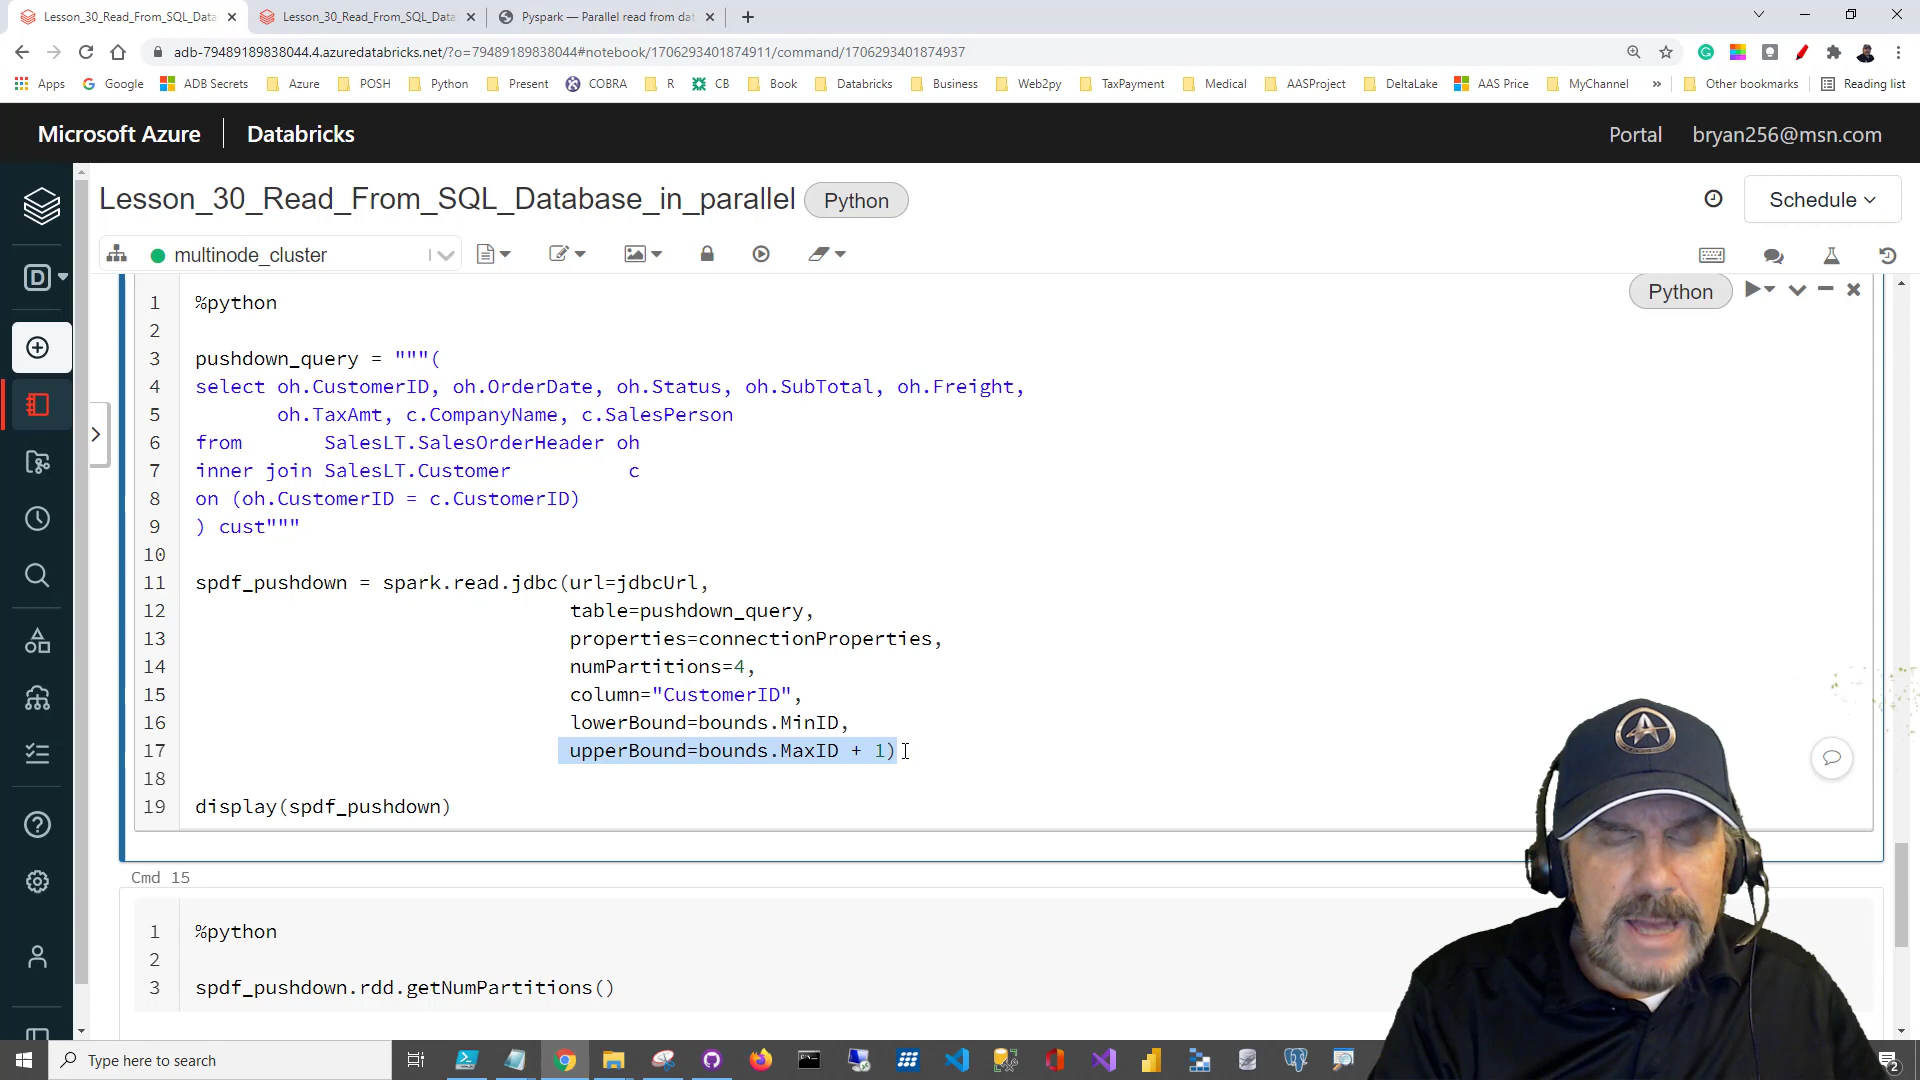 Lesson_30_Read_From_SQL_Data
Lesson_30_Read_From_SQL_Data
Pyspark — Parallel read from dat
adb-79489189838044.4.azuredatabricks.net/?o=79489189838044#notebook/1706293401874911/command/1706293401874937
Apps Google ADB Secrets Azure POSH Python Present COBRA R CB Book Databricks Business Web2py TaxPayment Medical AASProject DeltaLake AAS Price MyChannel » Other bookmarks Reading list
Microsoft Azure Databricks Portal bryan256@msn.com
Lesson_30_Read_From_SQL_Database_in_parallel Python Schedule
D multinode_cluster
Python
1 %python
2
3 pushdown_query = """(
4 select oh.CustomerID, oh.OrderDate, oh.Status, oh.SubTotal, oh.Freight,
5 oh.TaxAmt, c.CompanyName, c.SalesPerson
6 from SalesLT.SalesOrderHeader oh
7 inner join SalesLT.Customer c
8 on (oh.CustomerID = c.CustomerID)
9 ) cust"""
10
11 spdf_pushdown = spark.read.jdbc(url=jdbcUrl,
12 table=pushdown_query,
13 properties=connectionProperties,
14 numPartitions=4,
15 column="CustomerID",
16 lowerBound=bounds.MinID,
17 upperBound=bounds.MaxID + 1)
18
19 display(spdf_pushdown)
Cmd 15
1 %python
2
3 spdf_pushdown.rdd.getNumPartitions()
Type here to search
2